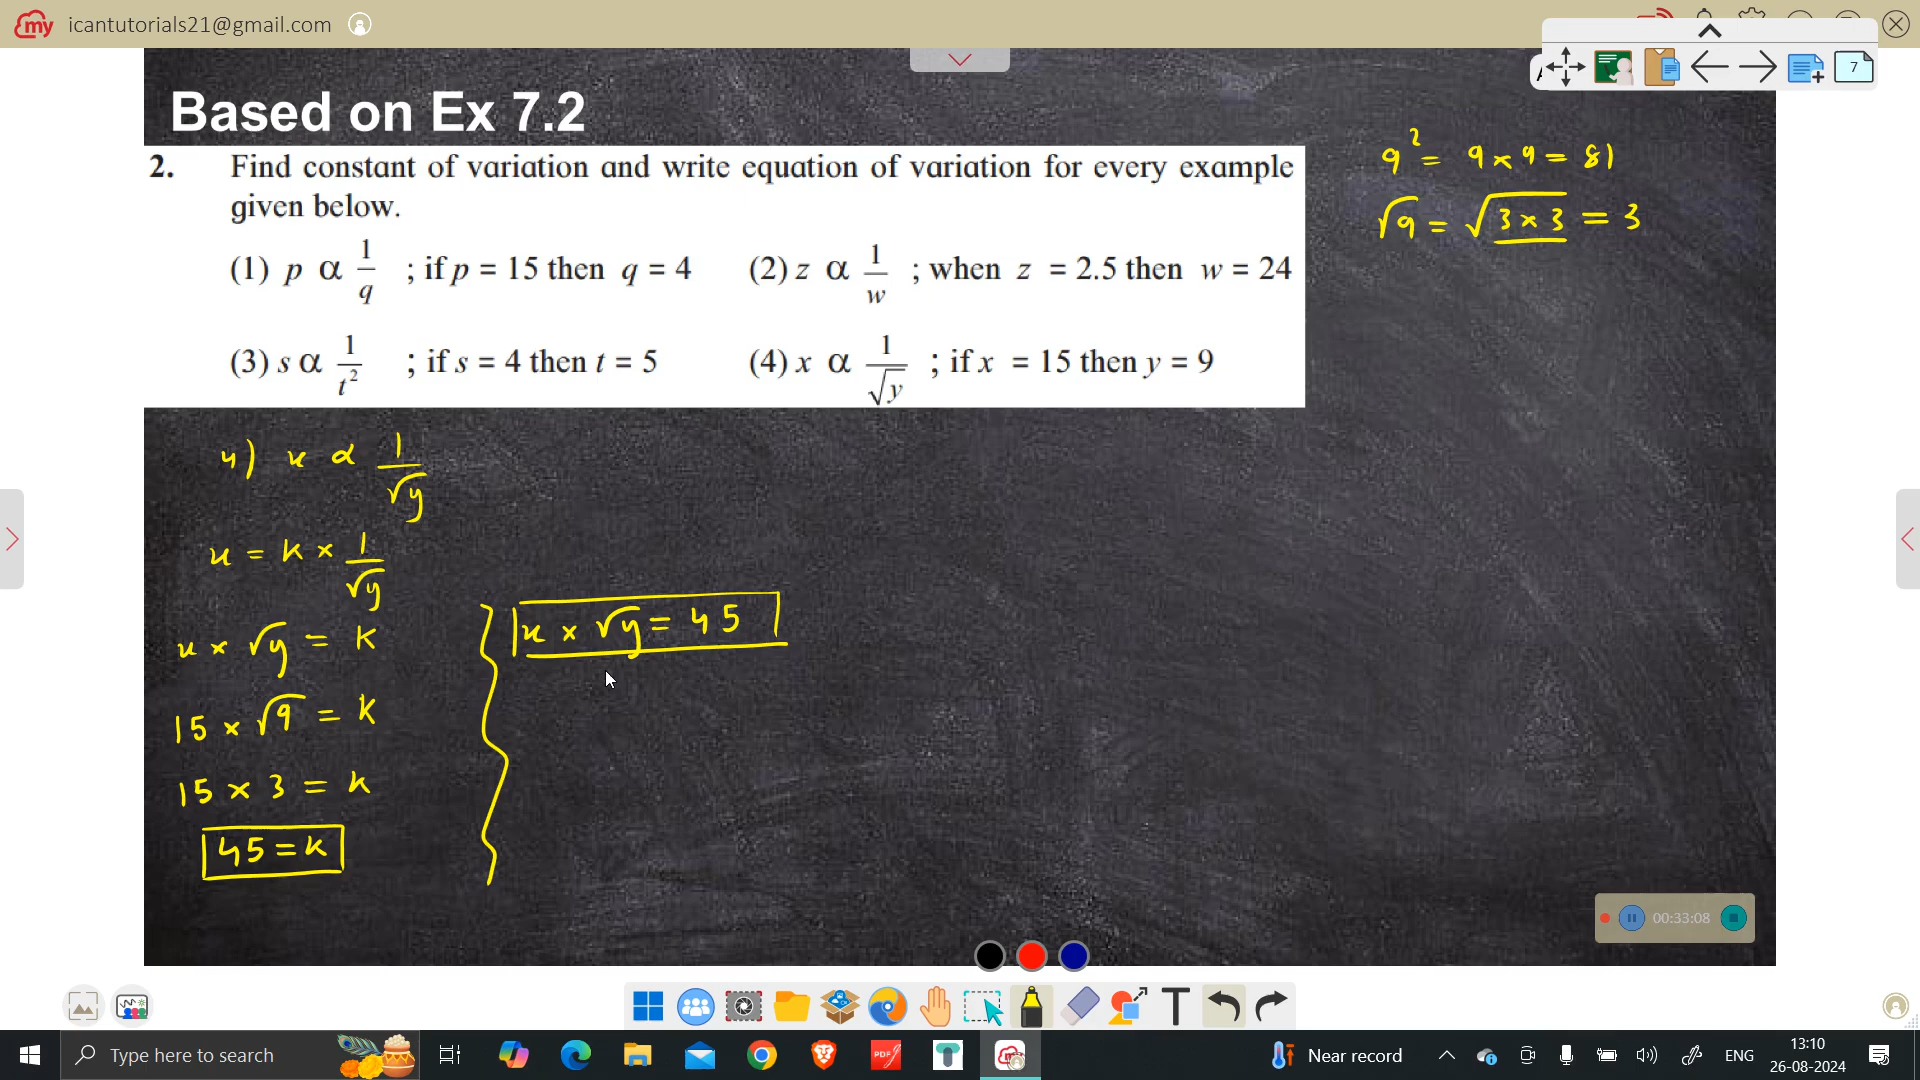 icantutorials21@gmail.com
Based on Ex 7.2
2. Find constant of variation and write equation of variation for every example
given below.
(1) p α 1/q ; if p = 15 then q = 4 (2) z α 1/w ; when z = 2.5 then w = 24
(3) s α 1/t² ; if s = 4 then t = 5 (4) x α 1/√y ; if x = 15 then y = 9
9² = 9 × 9 = 81
√9 = √3 × 3 = 3
4) x α 1/√y
x = k × 1/√y
x × √y = k
15 × √9 = k
15 × 3 = k
45 = k
x × √y = 45
7
00:33:08
T
Type here to search
PDF
Near record
ENG
13:10
26-08-2024